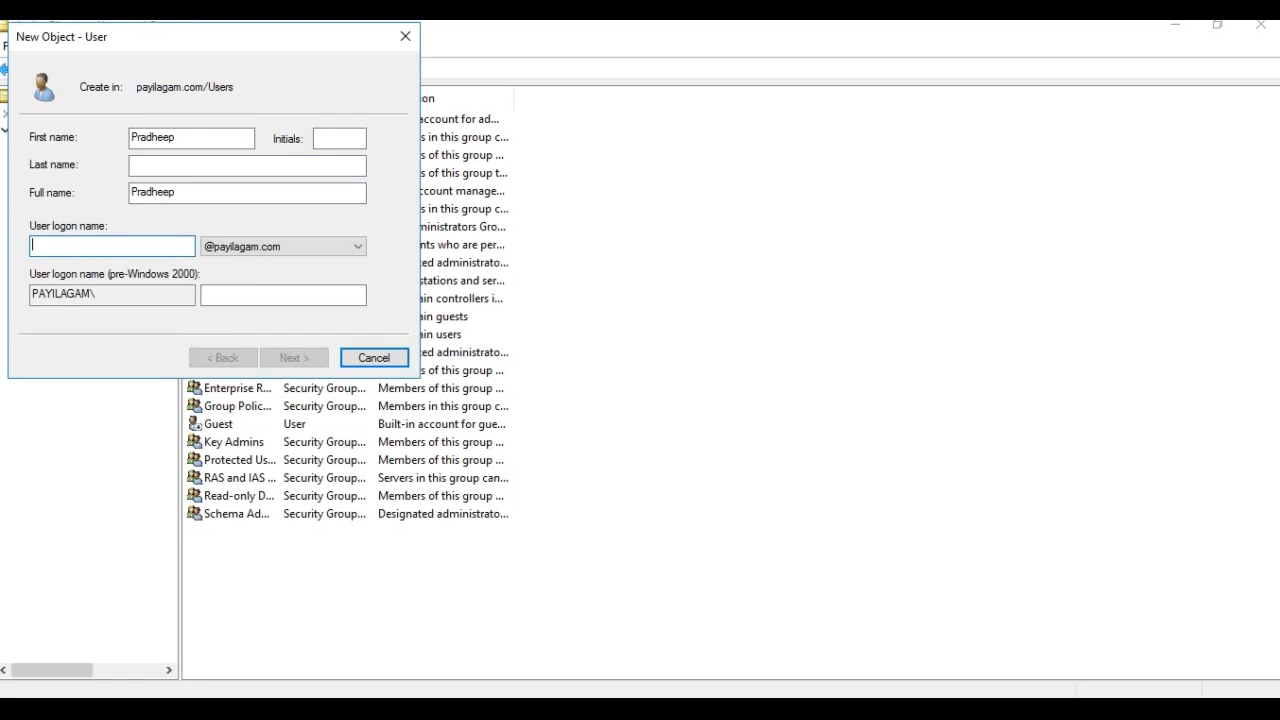 New Object - User
Create in: payilagam.com/Users
First name: Pradheep Initials:
Last name:
Full name: Pradheep
User logon name:
@payilagam.com
User logon name (pre-Windows 2000):
PAYILAGAM\
< Back Next > Cancel
on
account for ad...
s in this group c...
s of this group ...
s of this group t...
ccount manage...
s in this group c...
ministrators Gro...
nts who are per...
ted administrato...
stations and ser...
ain controllers i...
ain guests
ain users
ted administrato...
s of this group ...
Enterprise R... Security Group... Members of this group ...
Group Polic... Security Group... Members in this group c...
Guest User Built-in account for gue...
Key Admins Security Group... Members of this group ...
Protected Us... Security Group... Members of this group ...
RAS and IAS ... Security Group... Servers in this group can...
Read-only D... Security Group... Members of this group ...
Schema Ad... Security Group... Designated administrato...